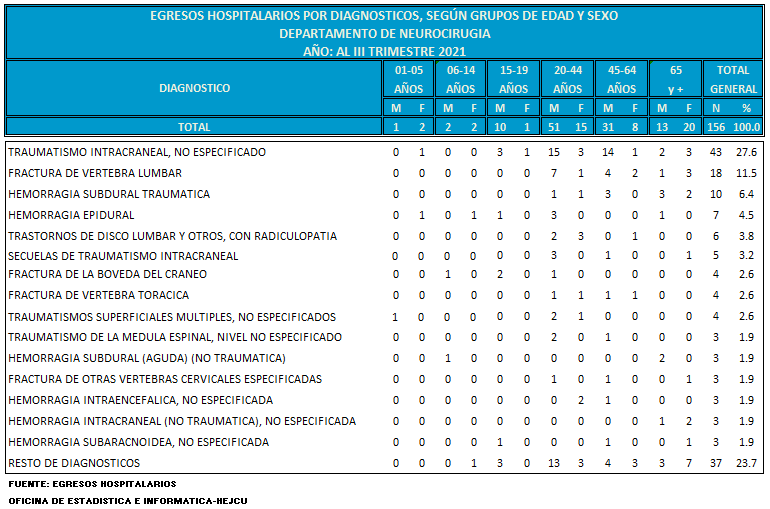 EGRESOS HOSPITALARIOS POR DIAGNOSTICOS, SEGÚN GRUPOS DE EDAD Y SEXO
DEPARTAMENTO DE NEUROCIRUGIA
AÑO: AL III TRIMESTRE 2021
DIAGNOSTICO 01-05 AÑOS 06-14 AÑOS 15-19 AÑOS 20-44 AÑOS 45-64 AÑOS 65 y + TOTAL GENERAL
M F M F M F M F M F M F N %
TOTAL 1 2 2 2 10 1 51 15 31 8 13 20 156 100.0
TRAUMATISMO INTRACRANEAL, NO ESPECIFICADO 0 1 0 0 3 1 15 3 14 1 2 3 43 27.6
FRACTURA DE VERTEBRA LUMBAR 0 0 0 0 0 0 7 1 4 2 1 3 18 11.5
HEMORRAGIA SUBDURAL TRAUMATICA 0 0 0 0 0 0 1 1 3 0 3 2 10 6.4
HEMORRAGIA EPIDURAL 0 1 0 1 1 0 3 0 0 0 1 0 7 4.5
TRASTORNOS DE DISCO LUMBAR Y OTROS, CON RADICULOPATIA 0 0 0 0 0 0 2 3 0 1 0 0 6 3.8
SECUELAS DE TRAUMATISMO INTRACRANEAL 0 0 0 0 0 0 3 0 1 0 0 1 5 3.2
FRACTURA DE LA BOVEDA DEL CRANEO 0 0 1 0 2 0 1 0 0 0 0 0 4 2.6
FRACTURA DE VERTEBRA TORACICA 0 0 0 0 0 0 1 1 1 1 0 0 4 2.6
TRAUMATISMOS SUPERFICIALES MULTIPLES, NO ESPECIFICADOS 1 0 0 0 0 0 2 1 0 0 0 0 4 2.6
TRAUMATISMO DE LA MEDULA ESPINAL, NIVEL NO ESPECIFICADO 0 0 0 0 0 0 2 0 1 0 0 0 3 1.9
HEMORRAGIA SUBDURAL (AGUDA) (NO TRAUMATICA) 0 0 1 0 0 0 0 0 0 0 2 0 3 1.9
FRACTURA DE OTRAS VERTEBRAS CERVICALES ESPECIFICADAS 0 0 0 0 0 0 1 0 1 0 0 1 3 1.9
HEMORRAGIA INTRAENCEFALICA, NO ESPECIFICADA 0 0 0 0 0 0 0 2 1 0 0 0 3 1.9
HEMORRAGIA INTRACRANEAL (NO TRAUMATICA), NO ESPECIFICADA 0 0 0 0 0 0 0 0 0 0 1 2 3 1.9
HEMORRAGIA SUBARACNOIDEA, NO ESPECIFICADA 0 0 0 0 1 0 0 0 1 0 0 1 3 1.9
RESTO DE DIAGNOSTICOS 0 0 0 1 3 0 13 3 4 3 3 7 37 23.7
FUENTE: EGRESOS HOSPITALARIOS
OFICINA DE ESTADISTICA E INFORMATICA-HEJCU